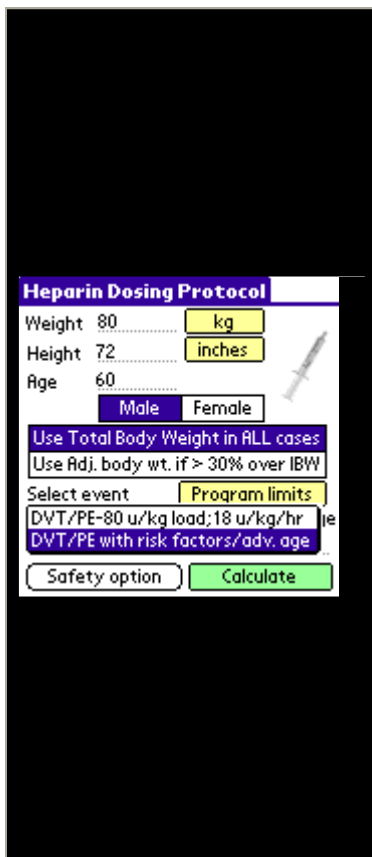 Heparin Dosing Protocol
Weight 80 kg
Height 72 inches
Age 60
Male Female
Use Total Body Weight in ALL cases
Use Adj. body wt. if > 30% over IBW
Select event Program limits
DVT/PE-80 u/kg load;18 u/kg/hr
DVT/PE with risk factors/adv. age
Safety option Calculate